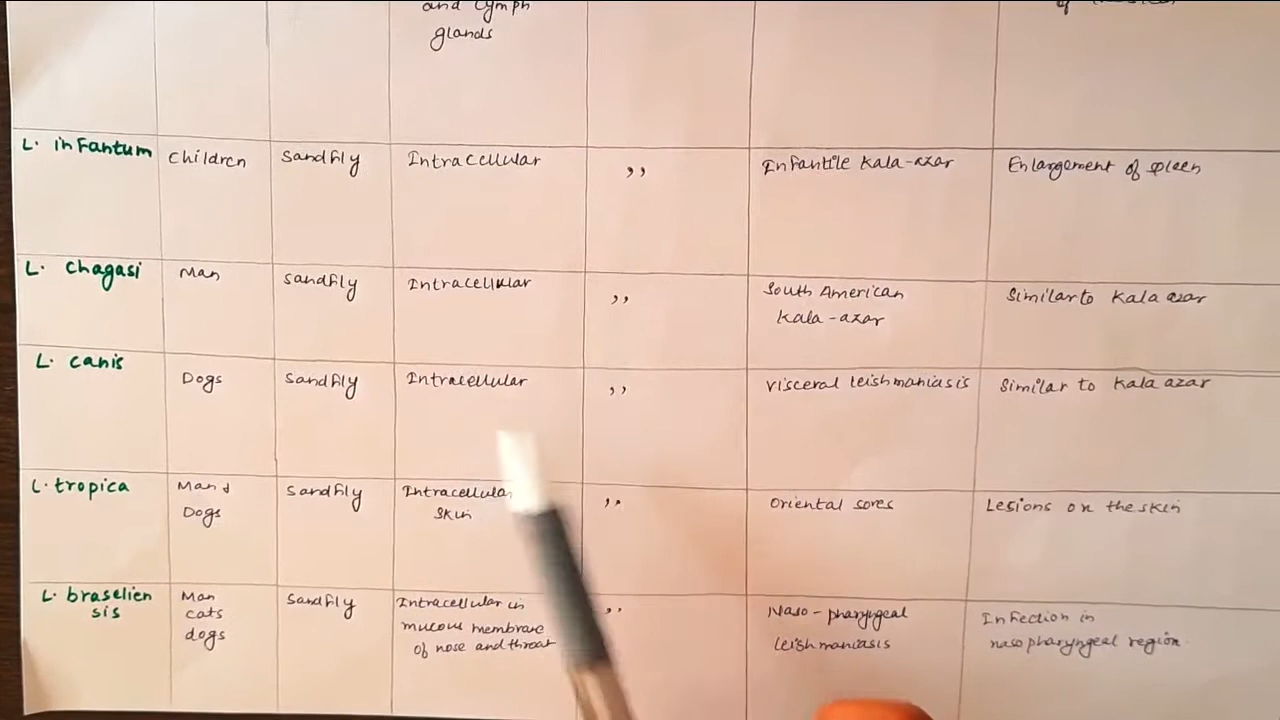 and lymph
glands
L. infantum
Children
Sandfly
Intracellular
,,
Infantile kala-azar
Enlargement of spleen
L. chagasi
Man
Sandfly
Intracellular
,,
South American
kala-azar
Similar to kala azar
L. canis
Dogs
Sandfly
Intracellular
,,
Visceral leishmaniasis
Similar to kala azar
L. tropica
Man &
Dogs
Sandfly
Intracellular
Skin
,,
Oriental sores
Lesions on the skin
L. braselien
sis
Man
cats
dogs
Sandfly
Intracellular in
mucous membrane
of nose and throat
,,
Naso-pharyngeal
leishmaniasis
Infection in
nasopharyngeal region.